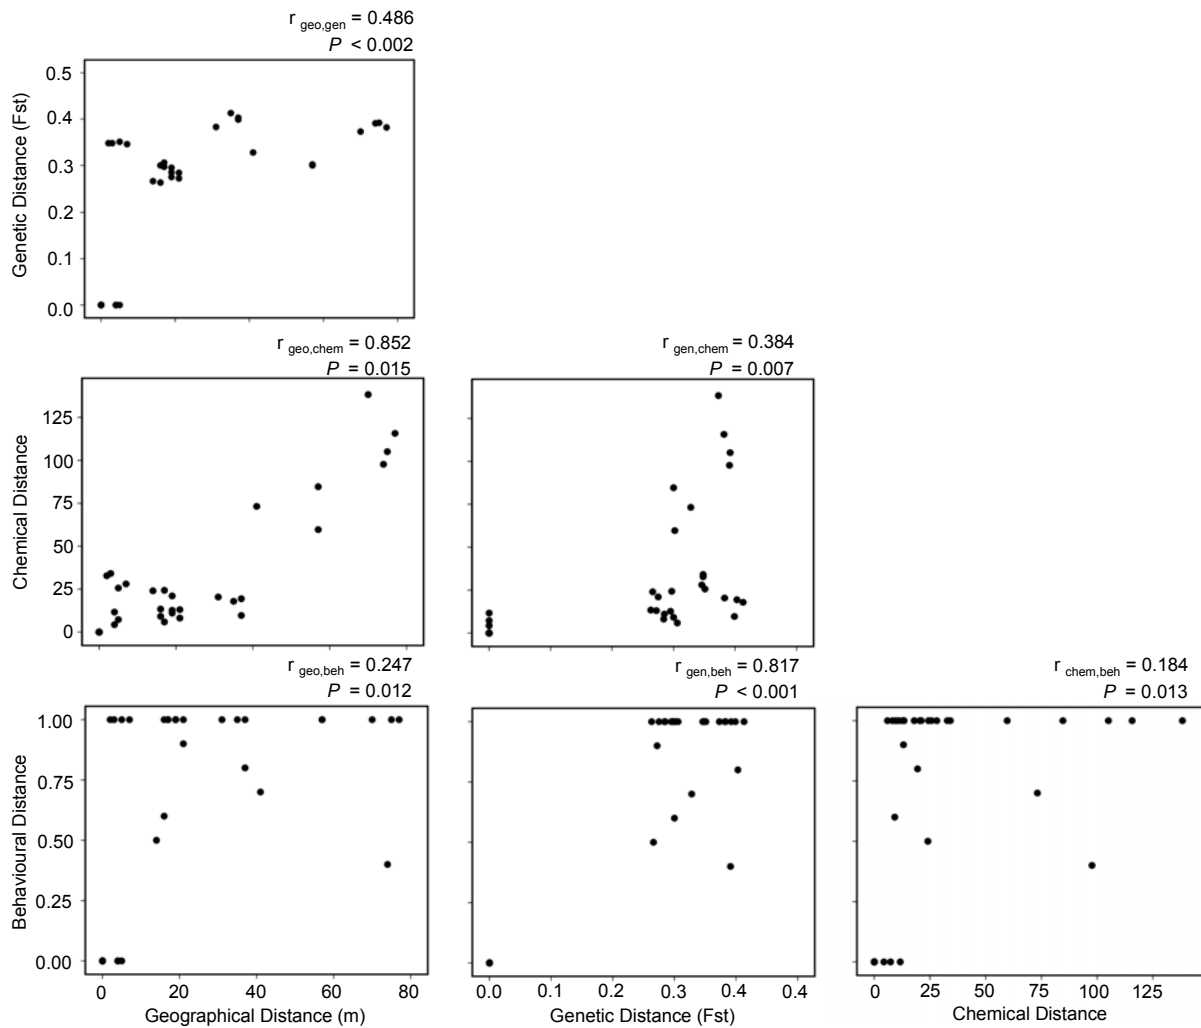 r geo,gen = 0.486
P < 0.002
0.5
0.4
0.3
0.2
0.1
0.0
Genetic Distance (Fst)
r geo,chem = 0.852
P = 0.015
125
100
75
50
25
0
Chemical Distance
r gen,chem = 0.384
P = 0.007
r geo,beh = 0.247
P = 0.012
1.00
0.75
0.50
0.25
0.00
Behavioural Distance
0 20 40 60 80
Geographical Distance (m)
r gen,beh = 0.817
P < 0.001
0.0 0.1 0.2 0.3 0.4 0.4
Genetic Distance (Fst)
r chem,beh = 0.184
P = 0.013
0 25 50 75 100 125
Chemical Distance